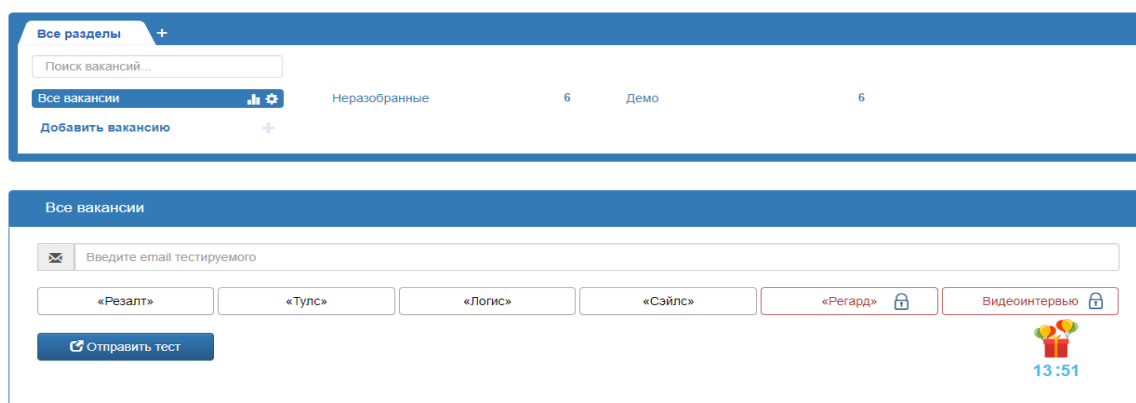 Все разделы +
Поиск вакансий...
Все вакансии Неразобранные 6 Демо 6
Добавить вакансию +
Все вакансии
Введите email тестируемого
«Резалт» «Тулс» «Логис» «Сэйлс» «Регард» Видеоинтервью
Отправить тест
13:51